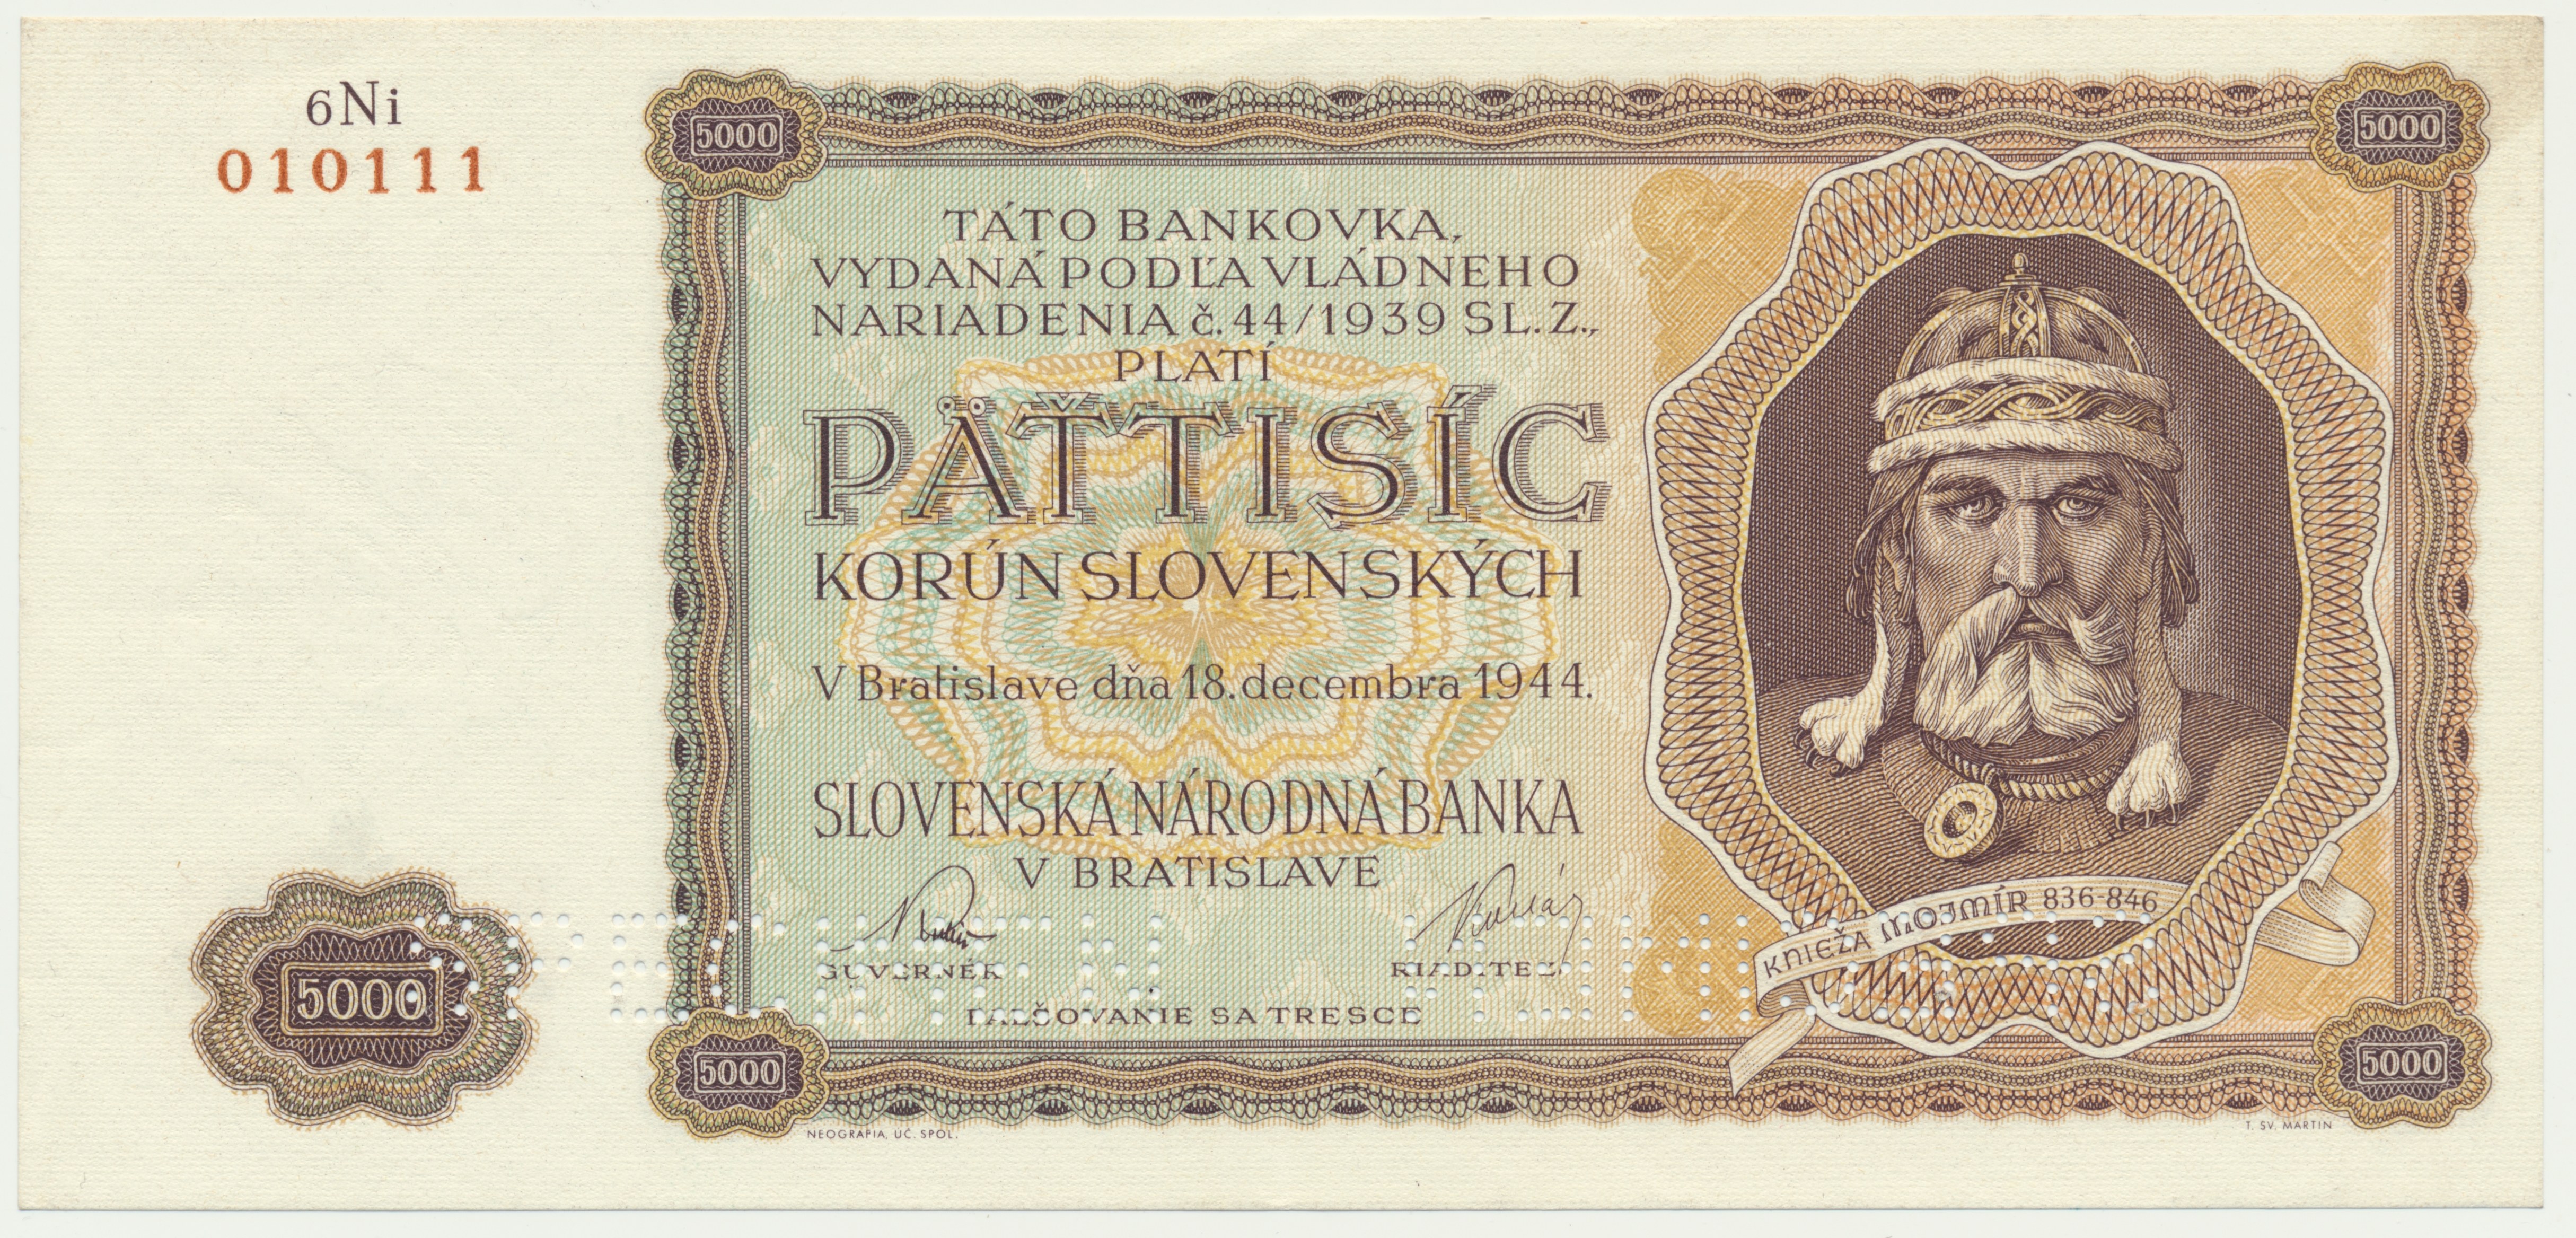 6Ni
010111
5000
5000
TÁTO BANKOVKA,
VYDANÁ PODĽA VLÁDNEHO
NARIADENIA č. 44/1939 SL. Z.,
PLATÍ
PÄŤTISÍC
KORÚN SLOVENSKÝCH
V Bratislave dňa 18. decembra 1944.
SLOVENSKÁ NÁRODNÁ BANKA
V BRATISLAVE
GUVERNÉR
RIADITEĽ
FALŠOVANIE SA TRESCE
KNIEŽA MOJMÍR 836-846
5000
5000
5000
NEOGRAFIA, UČ. SPOL.
T. SV. MARTIN